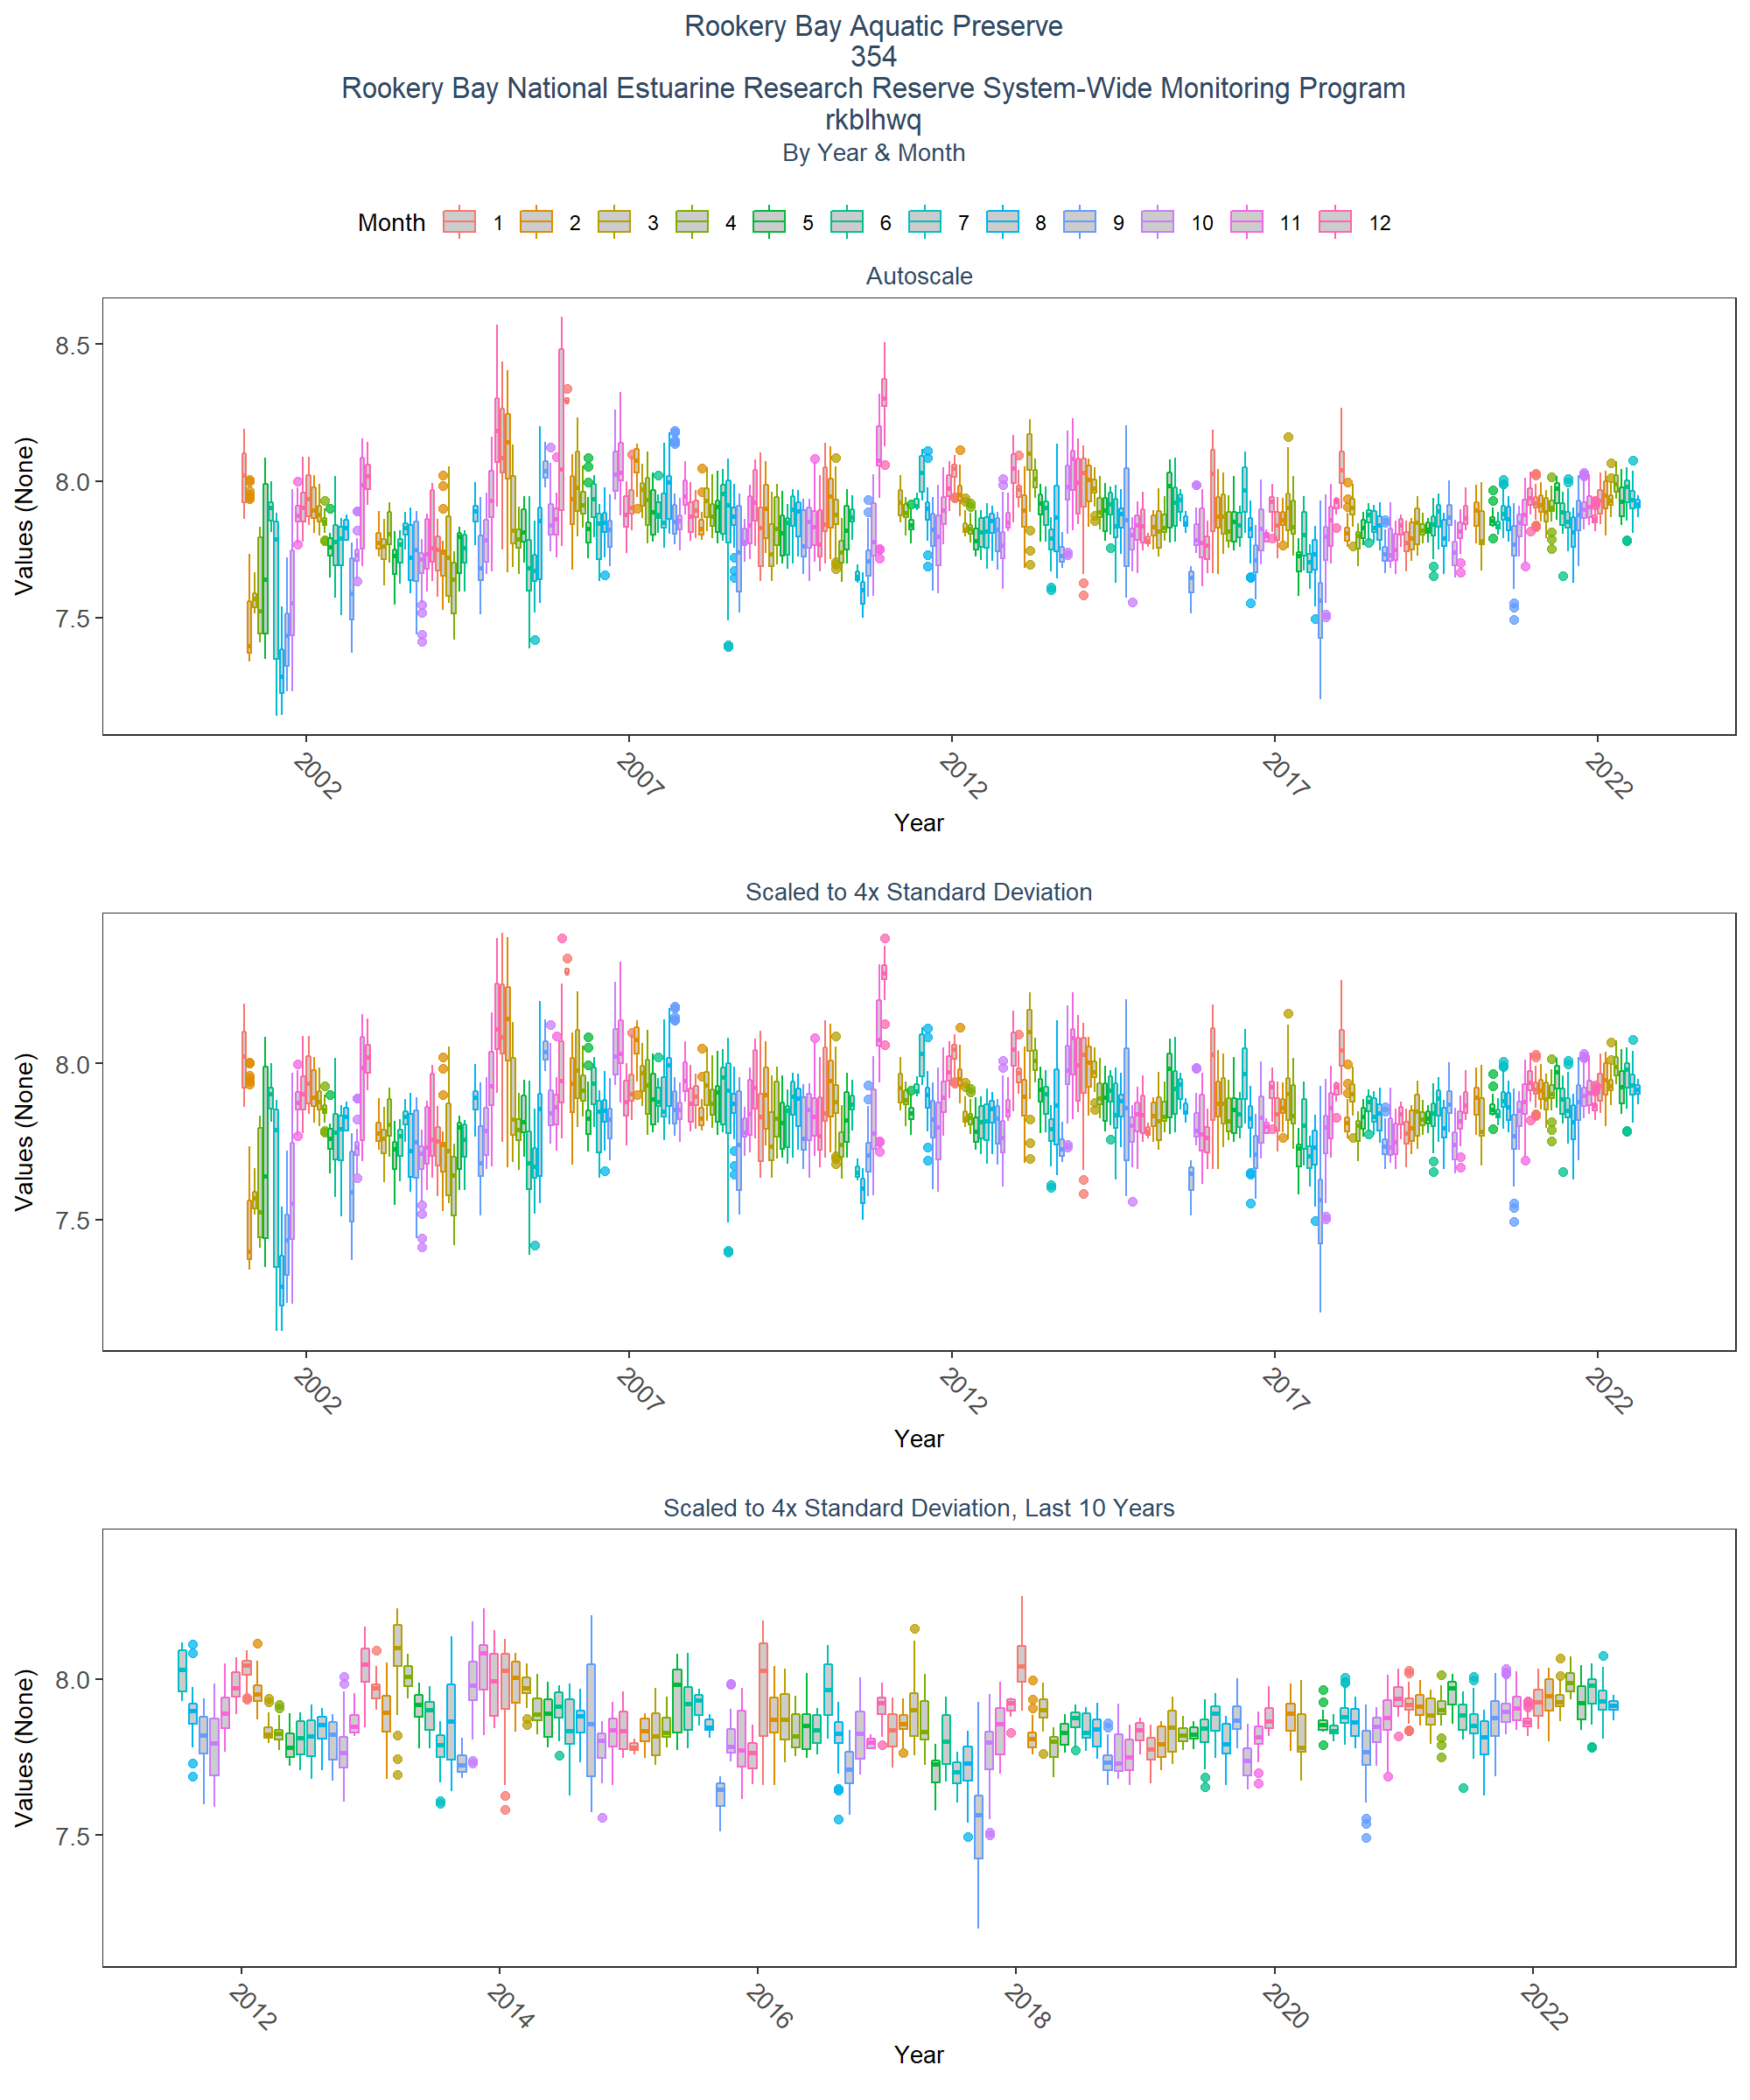 Rookery Bay Aquatic Preserve
354
Rookery Bay National Estuarine Research Reserve System-Wide Monitoring Program
rkblhwq
By Year & Month
Month 1 2 3 4 5 6 7 8 9 10 11 12
Autoscale
8.5
8.0
7.5
Values (None)
2002 2007 2012 2017 2022
Year
Scaled to 4x Standard Deviation
8.0
7.5
Values (None)
2002 2007 2012 2017 2022
Year
Scaled to 4x Standard Deviation, Last 10 Years
8.0
7.5
Values (None)
2012 2014 2016 2018 2020 2022
Year